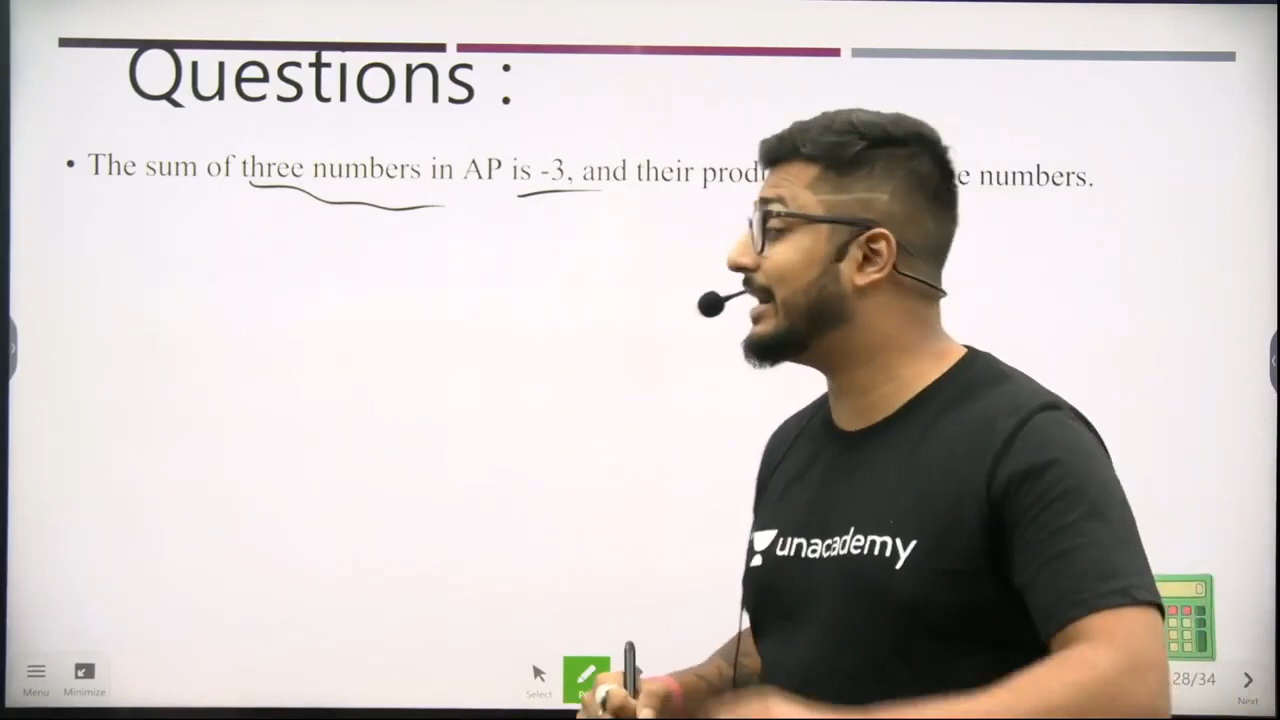 Questions :
• The sum of three numbers in AP is -3, and their numbers.
unacademy
0
Menu
Minimize
Select
28/34
Next